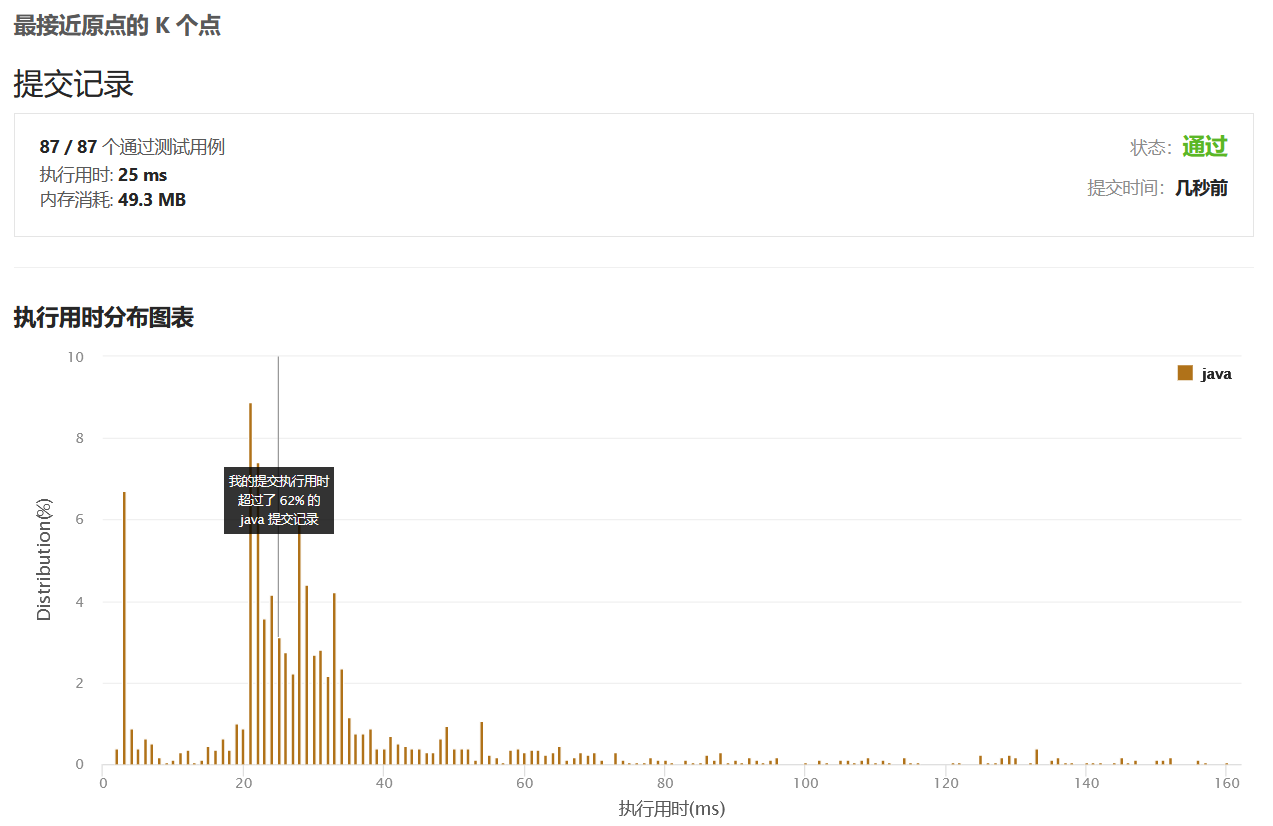 最接近原点的 K 个点
提交记录
87 / 87 个通过测试用例
状态：通过
执行用时: 25 ms
提交时间：几秒前
内存消耗: 49.3 MB
执行用时分布图表
java
10
8
6
4
2
0
Distribution(%)
我的提交执行用时
超过了 62% 的
java 提交记录
0 20 40 60 80 100 120 140 160
执行用时(ms)